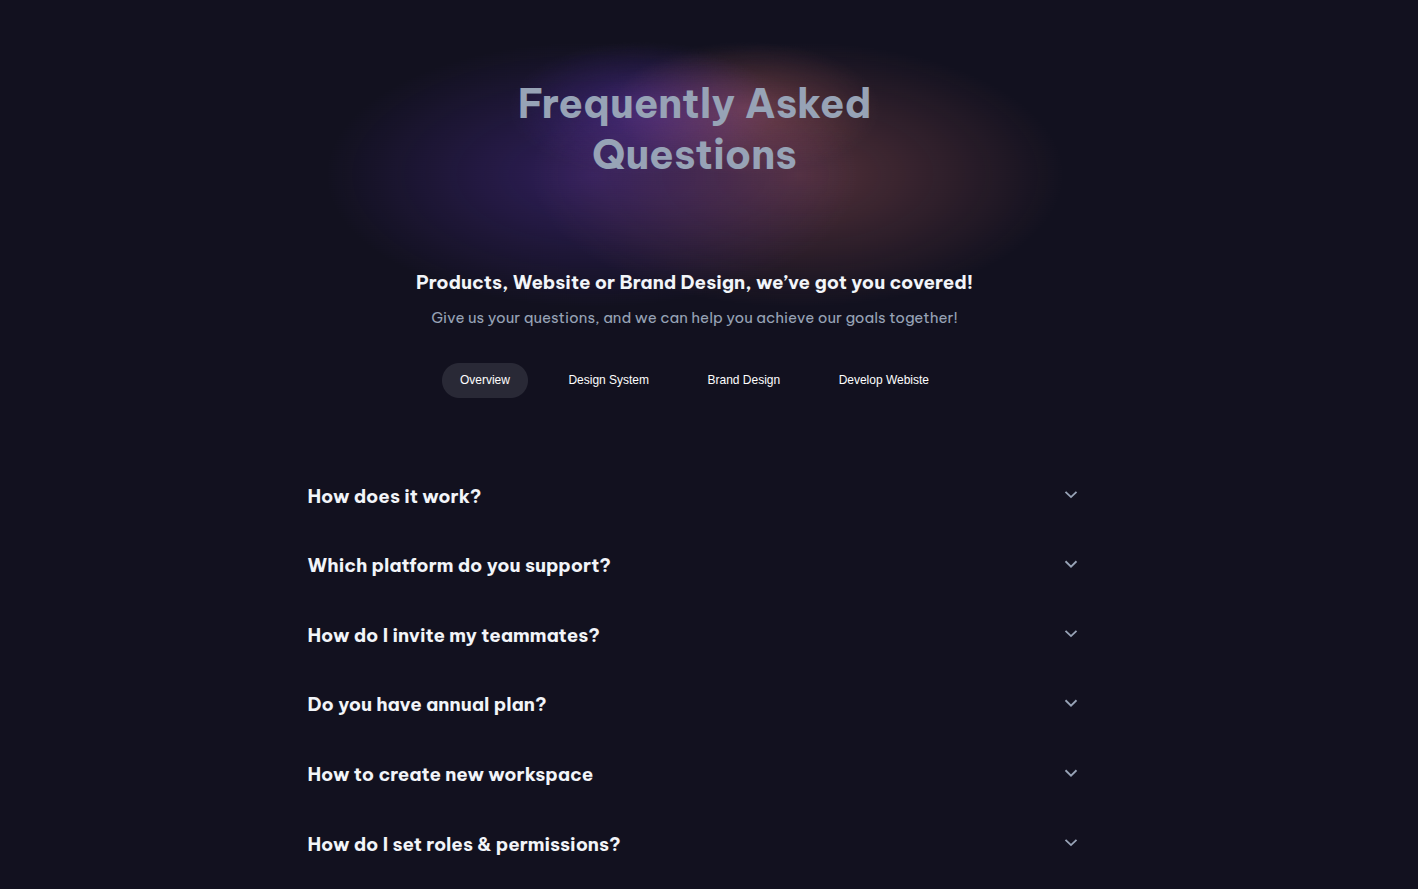 Frequently Asked
Questions
Products, Website or Brand Design, we’ve got you covered!
Give us your questions, and we can help you achieve our goals together!
Overview
Design System
Brand Design
Develop Webiste
How does it work?
Which platform do you support?
How do I invite my teammates?
Do you have annual plan?
How to create new workspace
How do I set roles & permissions?